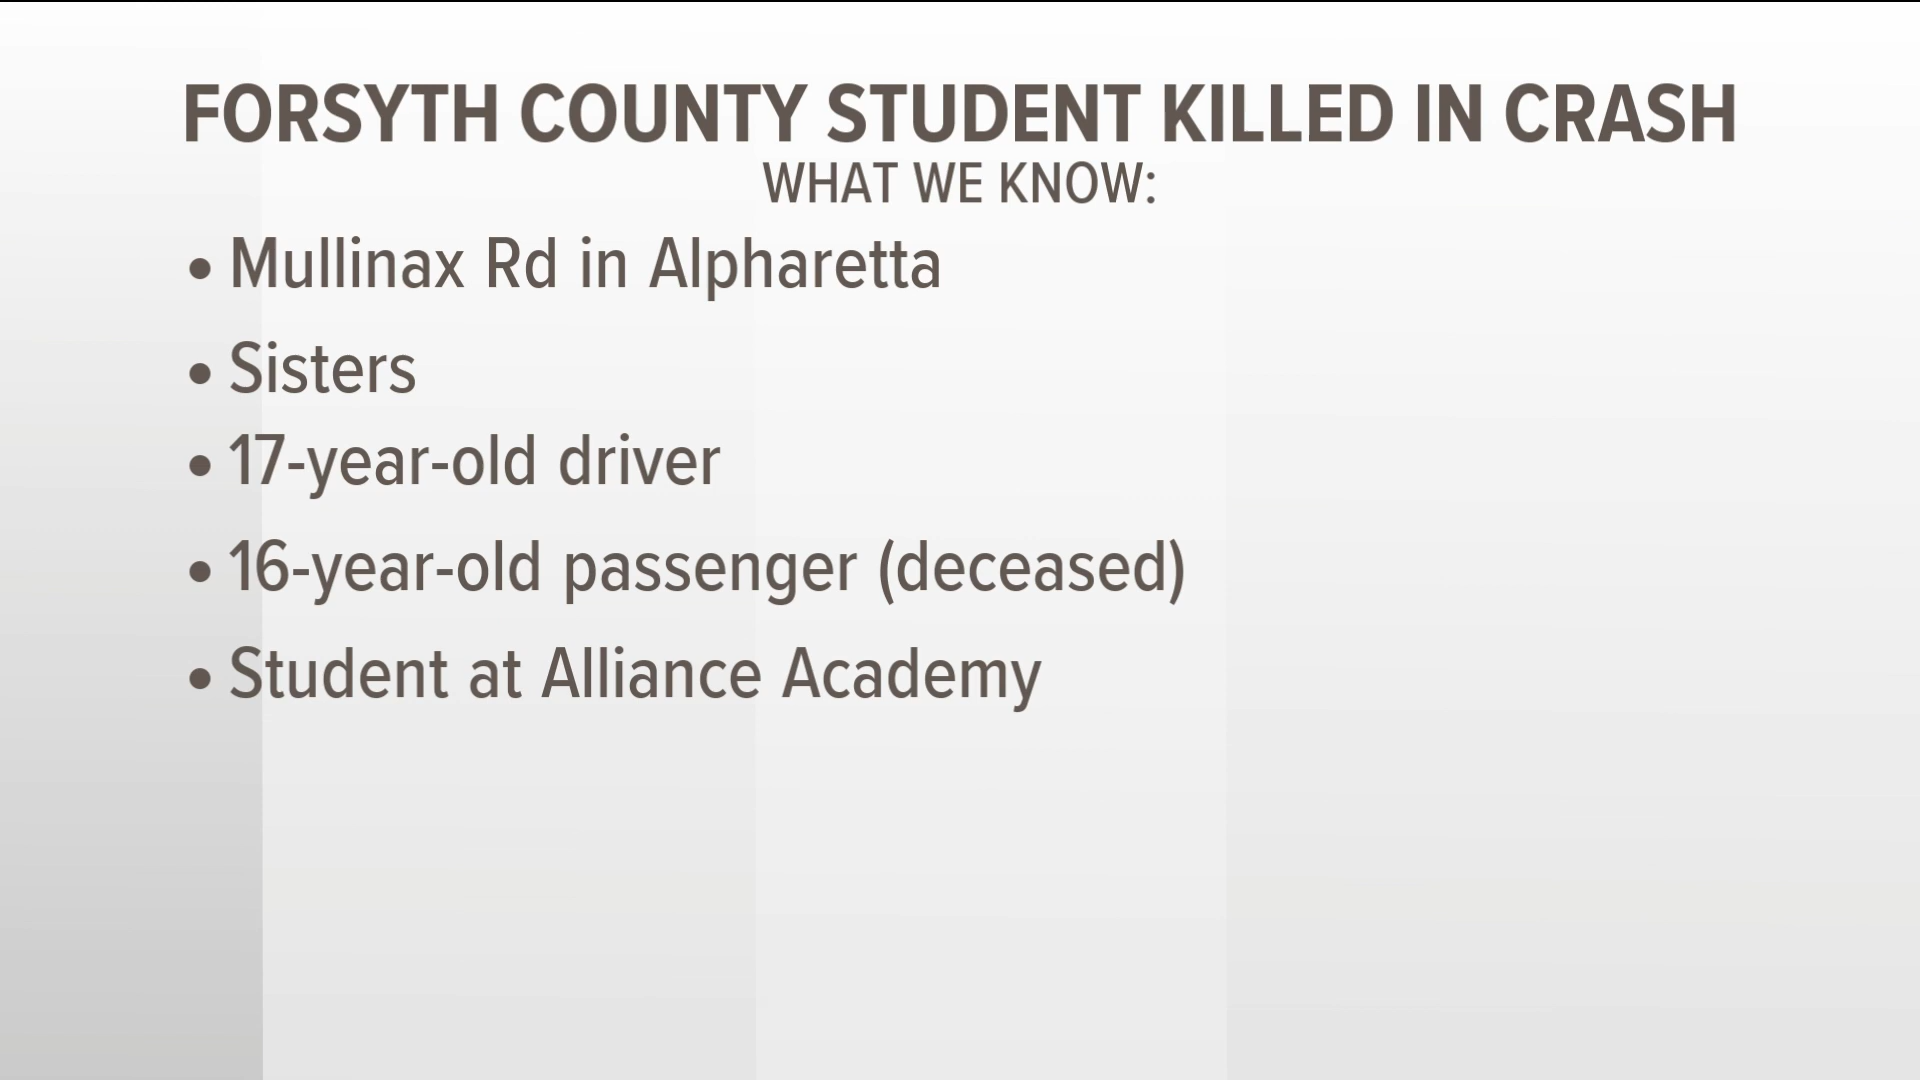 FORSYTH COUNTY STUDENT KILLED IN CRASH
WHAT WE KNOW:
• Mullinax Rd in Alpharetta
• Sisters
• 17-year-old driver
• 16-year-old passenger (deceased)
• Student at Alliance Academy